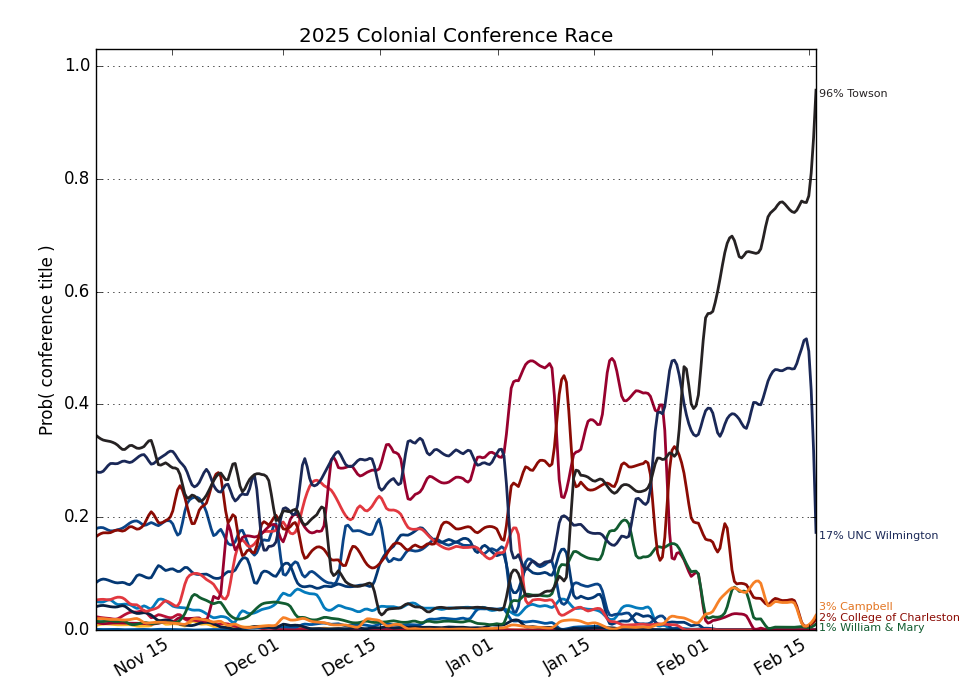 2025 Colonial Conference Race
1.0
0.8
0.6
0.4
0.2
0.0
Prob( conference title )
96% Towson
17% UNC Wilmington
3% Campbell
2% College of Charleston
1% William & Mary
Nov 15
Dec 01
Dec 15
Jan 01
Jan 15
Feb 01
Feb 15